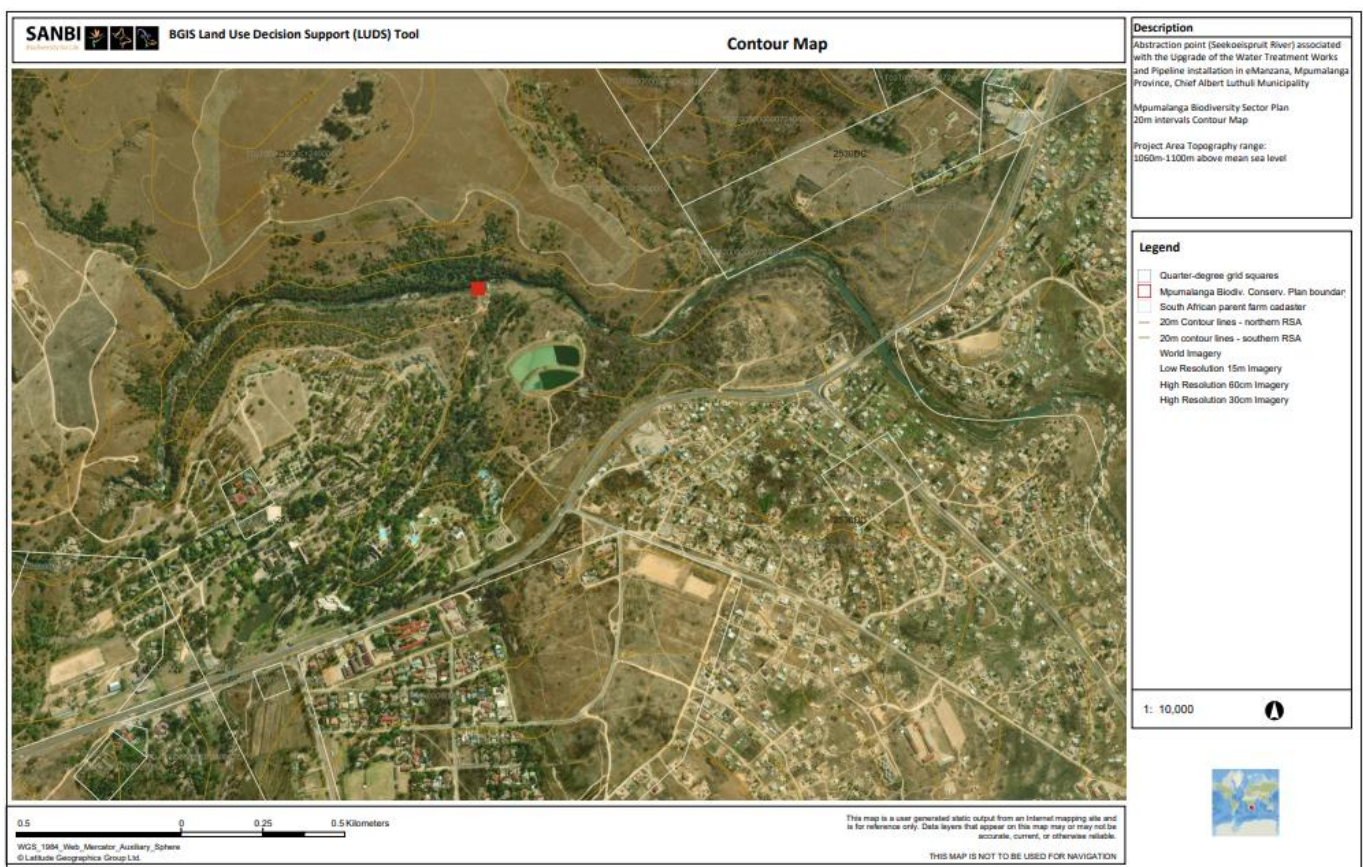 SANBI
Biodiversity for Life
BGIS Land Use Decision Support (LUDS) Tool
Contour Map
Description
Abstraction point (Seekoeispruit River) associated
with the Upgrade of the Water Treatment Works
and Pipeline installation in eManzana, Mpumalanga
Province, Chief Albert Luthuli Municipality
Mpumalanga Biodiversity Sector Plan
20m intervals Contour Map
Project Area Topography range:
1060m-1100m above mean sea level
2530DC
Legend
Quarter-degree grid squares
Mpumalanga Biodiv. Conserv. Plan boundar
South African parent farm cadaster
20m Contour lines - northern RSA
20m contour lines - southern RSA
World Imagery
Low Resolution 15m Imagery
High Resolution 60cm Imagery
High Resolution 30cm Imagery
1: 10,000
0.5 0 0.25 0.5 Kilometers
WGS_1984_Web_Mercator_Auxiliary_Sphere
© Latitude Geographics Group Ltd.
This map is a user generated static output from an Internet mapping site and
is for reference only. Data layers that appear on this map may or may not be
accurate, current, or otherwise reliable.
THIS MAP IS NOT TO BE USED FOR NAVIGATION